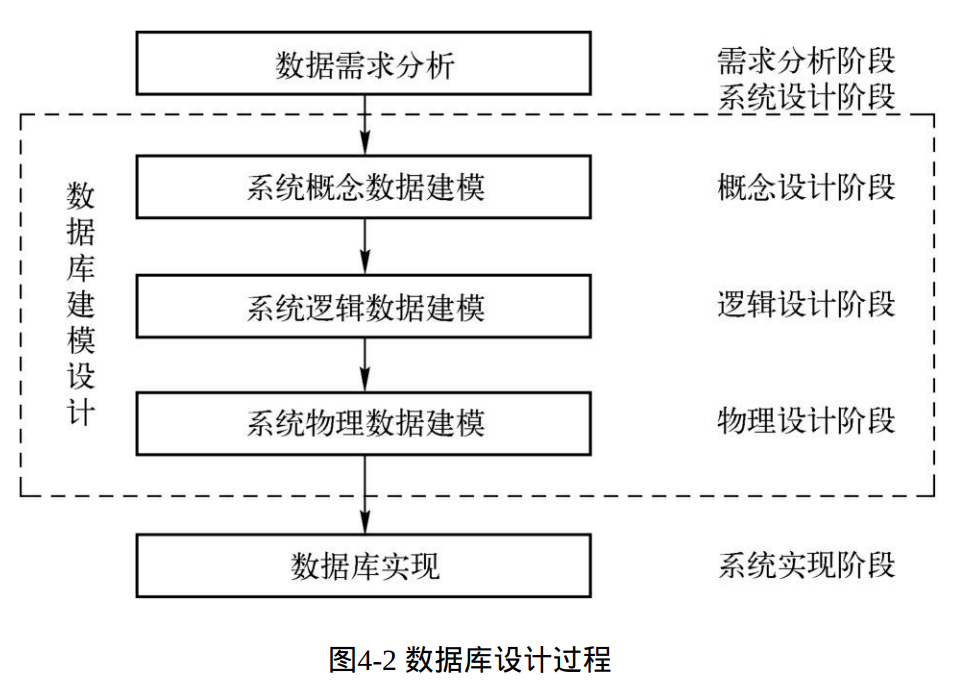 数据需求分析
需求分析阶段
系统设计阶段
数据库建模设计
系统概念数据建模
概念设计阶段
系统逻辑数据建模
逻辑设计阶段
系统物理数据建模
物理设计阶段
数据库实现
系统实现阶段
图4-2 数据库设计过程